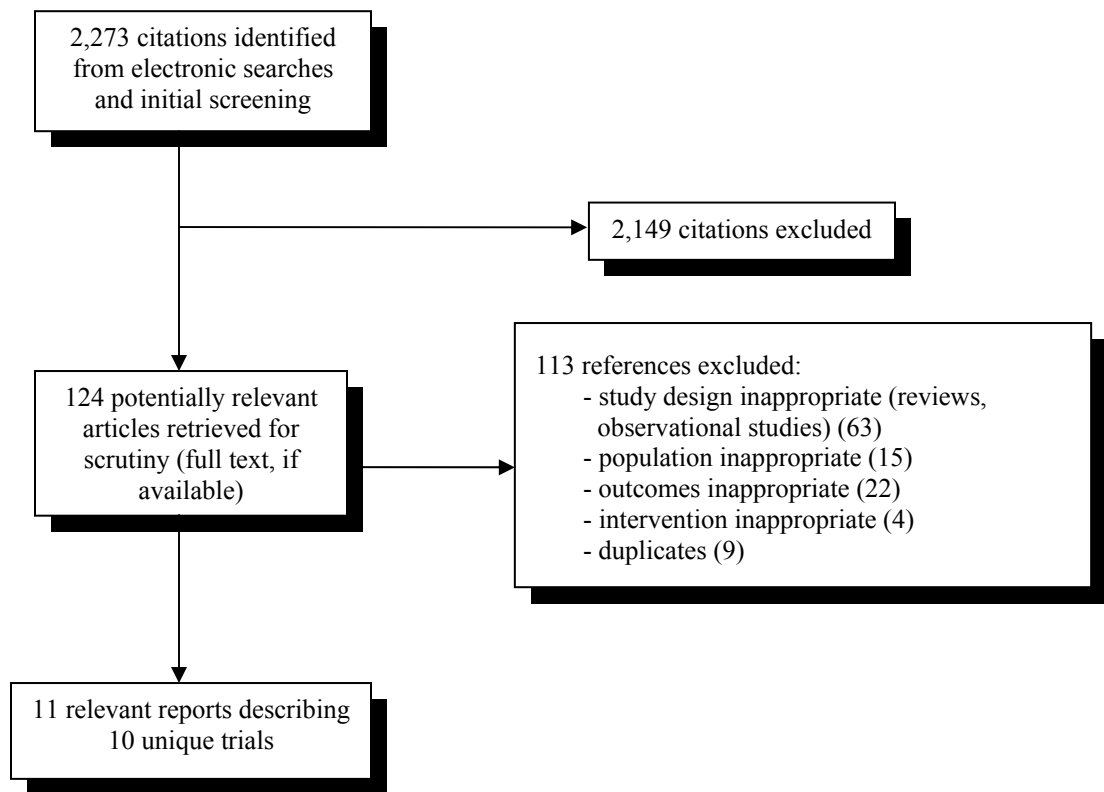 2,273 citations identified
from electronic searches
and initial screening
2,149 citations excluded
124 potentially relevant
articles retrieved for
scrutiny (full text, if
available)
113 references excluded:
- study design inappropriate (reviews,
observational studies) (63)
- population inappropriate (15)
- outcomes inappropriate (22)
- intervention inappropriate (4)
- duplicates (9)
11 relevant reports describing
10 unique trials